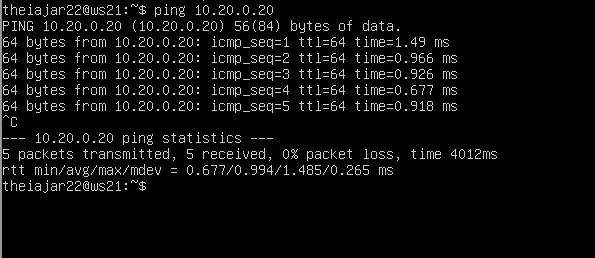 theiajar22@ws21:~$ ping 10.20.0.20
PING 10.20.0.20 (10.20.0.20) 56(84) bytes of data.
64 bytes from 10.20.0.20: icmp_seq=1 ttl=64 time=1.49 ms
64 bytes from 10.20.0.20: icmp_seq=2 ttl=64 time=0.966 ms
64 bytes from 10.20.0.20: icmp_seq=3 ttl=64 time=0.926 ms
64 bytes from 10.20.0.20: icmp_seq=4 ttl=64 time=0.677 ms
64 bytes from 10.20.0.20: icmp_seq=5 ttl=64 time=0.918 ms
^C
--- 10.20.0.20 ping statistics ---
5 packets transmitted, 5 received, 0% packet loss, time 4012ms
rtt min/avg/max/mdev = 0.677/0.994/1.485/0.265 ms
theiajar22@ws21:~$